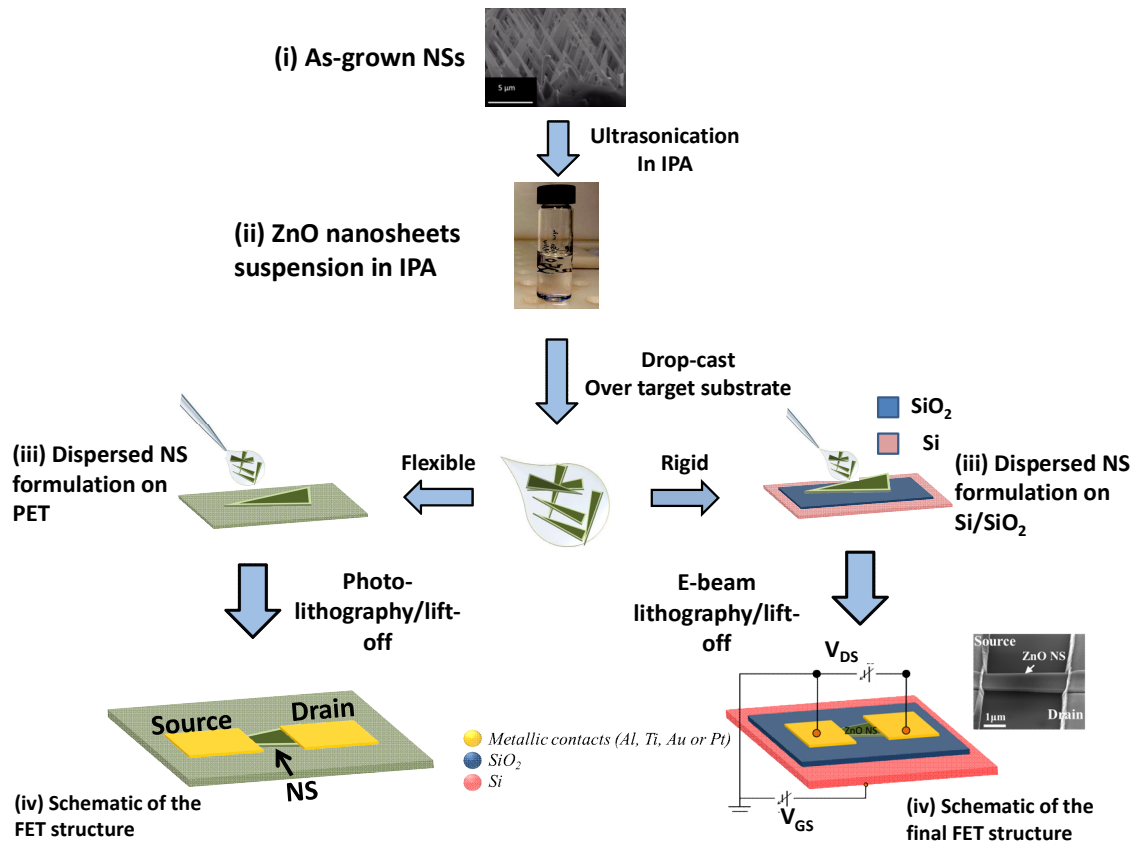 (i) As-grown NSs
5 µm
Ultrasonication
In IPA
(ii) ZnO nanosheets
suspension in IPA
Drop-cast
Over target substrate
SiO2
Si
(iii) Dispersed NS
formulation on
PET
Flexible
Rigid
(iii) Dispersed NS
formulation on
Si/SiO2
Photo-
lithography/lift-
off
E-beam
lithography/lift-
off
Source
Drain
NS
(iv) Schematic of the
FET structure
Metallic contacts (Al, Ti, Au or Pt)
SiO2
Si
VDS
ZnO NS
VGS
Source
ZnO NS
1µm
Drain
(iv) Schematic of the
final FET structure